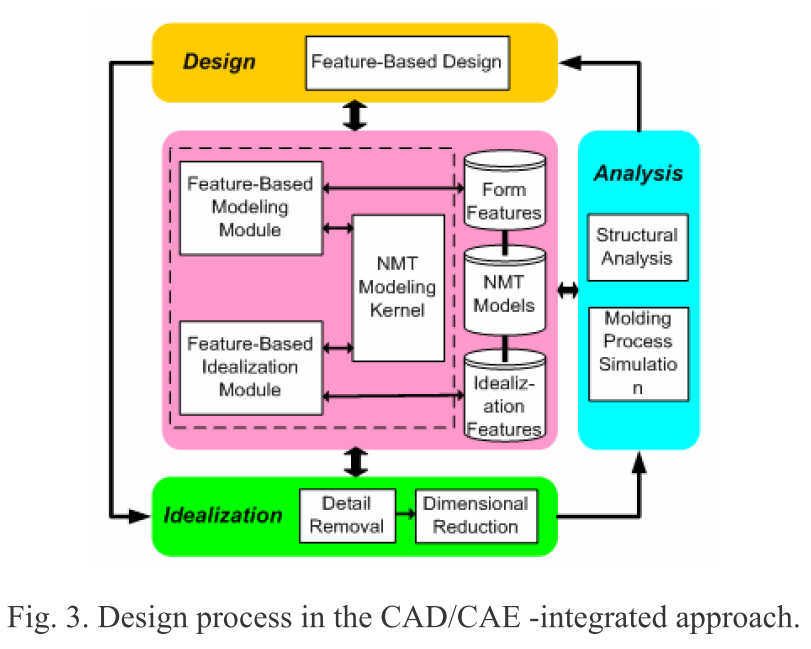 Design
Feature-Based Design
Feature-Based
Modeling
Module
NMT
Modeling
Kernel
Feature-Based
Idealization
Module
Form
Features
NMT
Models
Idealiz-
ation
Features
Analysis
Structural
Analysis
Molding
Process
Simulatio
n
Idealization
Detail
Removal
Dimensional
Reduction
Fig. 3. Design process in the CAD/CAE -integrated approach.